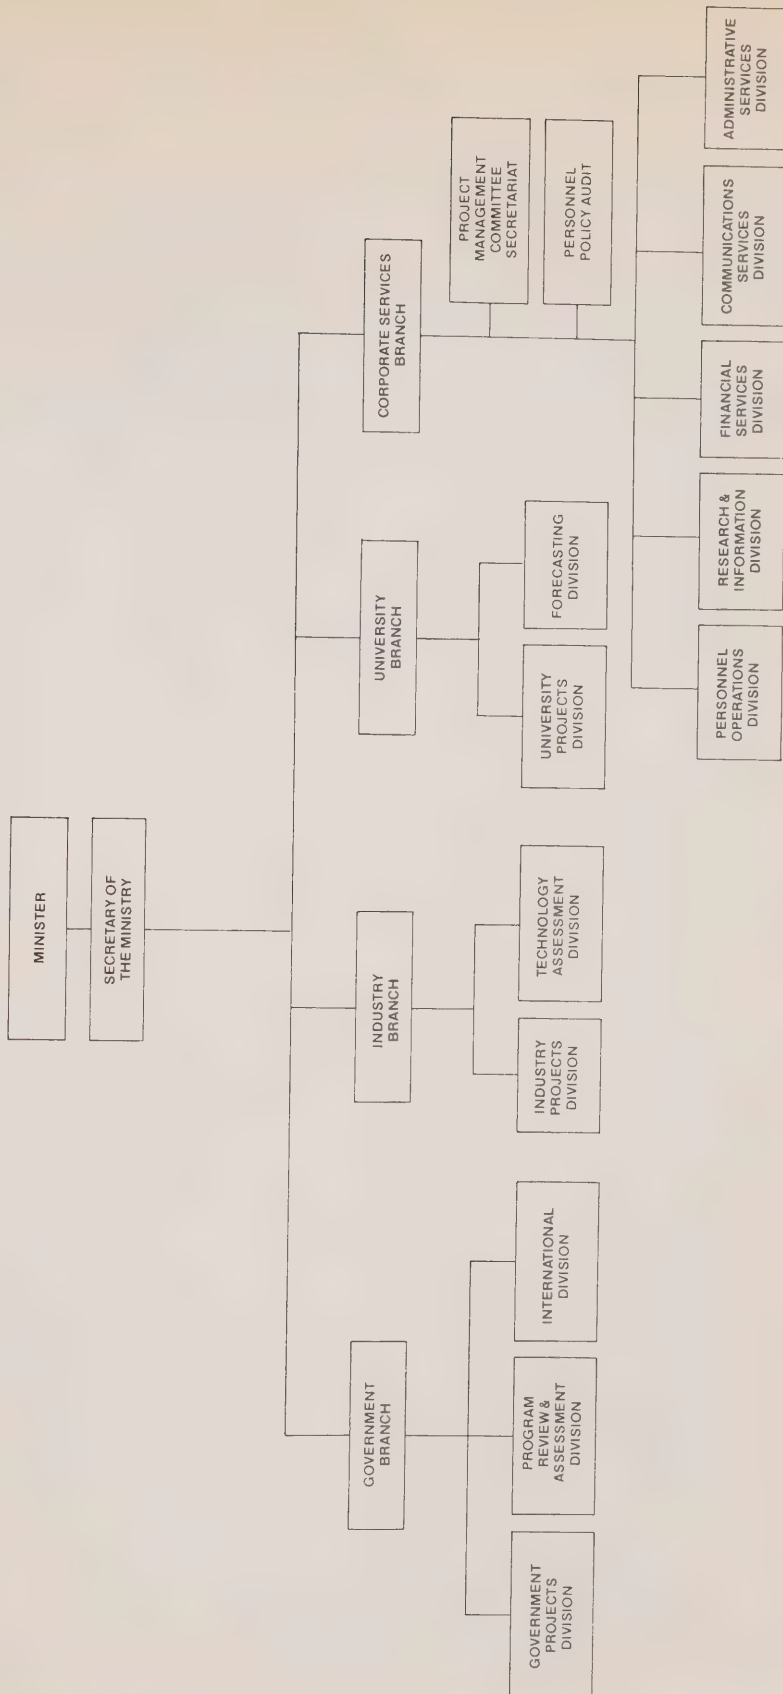 MINISTER
SECRETARY OF
THE MINISTRY
GOVERNMENT
BRANCH
INDUSTRY
BRANCH
UNIVERSITY
BRANCH
CORPORATE SERVICES
BRANCH
PROJECT
MANAGEMENT
COMMITTEE
SECRETARIAT
PERSONNEL
POLICY AUDIT
GOVERNMENT
PROJECTS
DIVISION
PROGRAM
REVIEW &
ASSESSMENT
DIVISION
INTERNATIONAL
DIVISION
INDUSTRY
PROJECTS
DIVISION
TECHNOLOGY
ASSESSMENT
DIVISION
UNIVERSITY
PROJECTS
DIVISION
FORECASTING
DIVISION
PERSONNEL
OPERATIONS
DIVISION
RESEARCH &
INFORMATION
DIVISION
FINANCIAL
SERVICES
DIVISION
COMMUNICATIONS
SERVICES
DIVISION
ADMINISTRATIVE
SERVICES
DIVISION